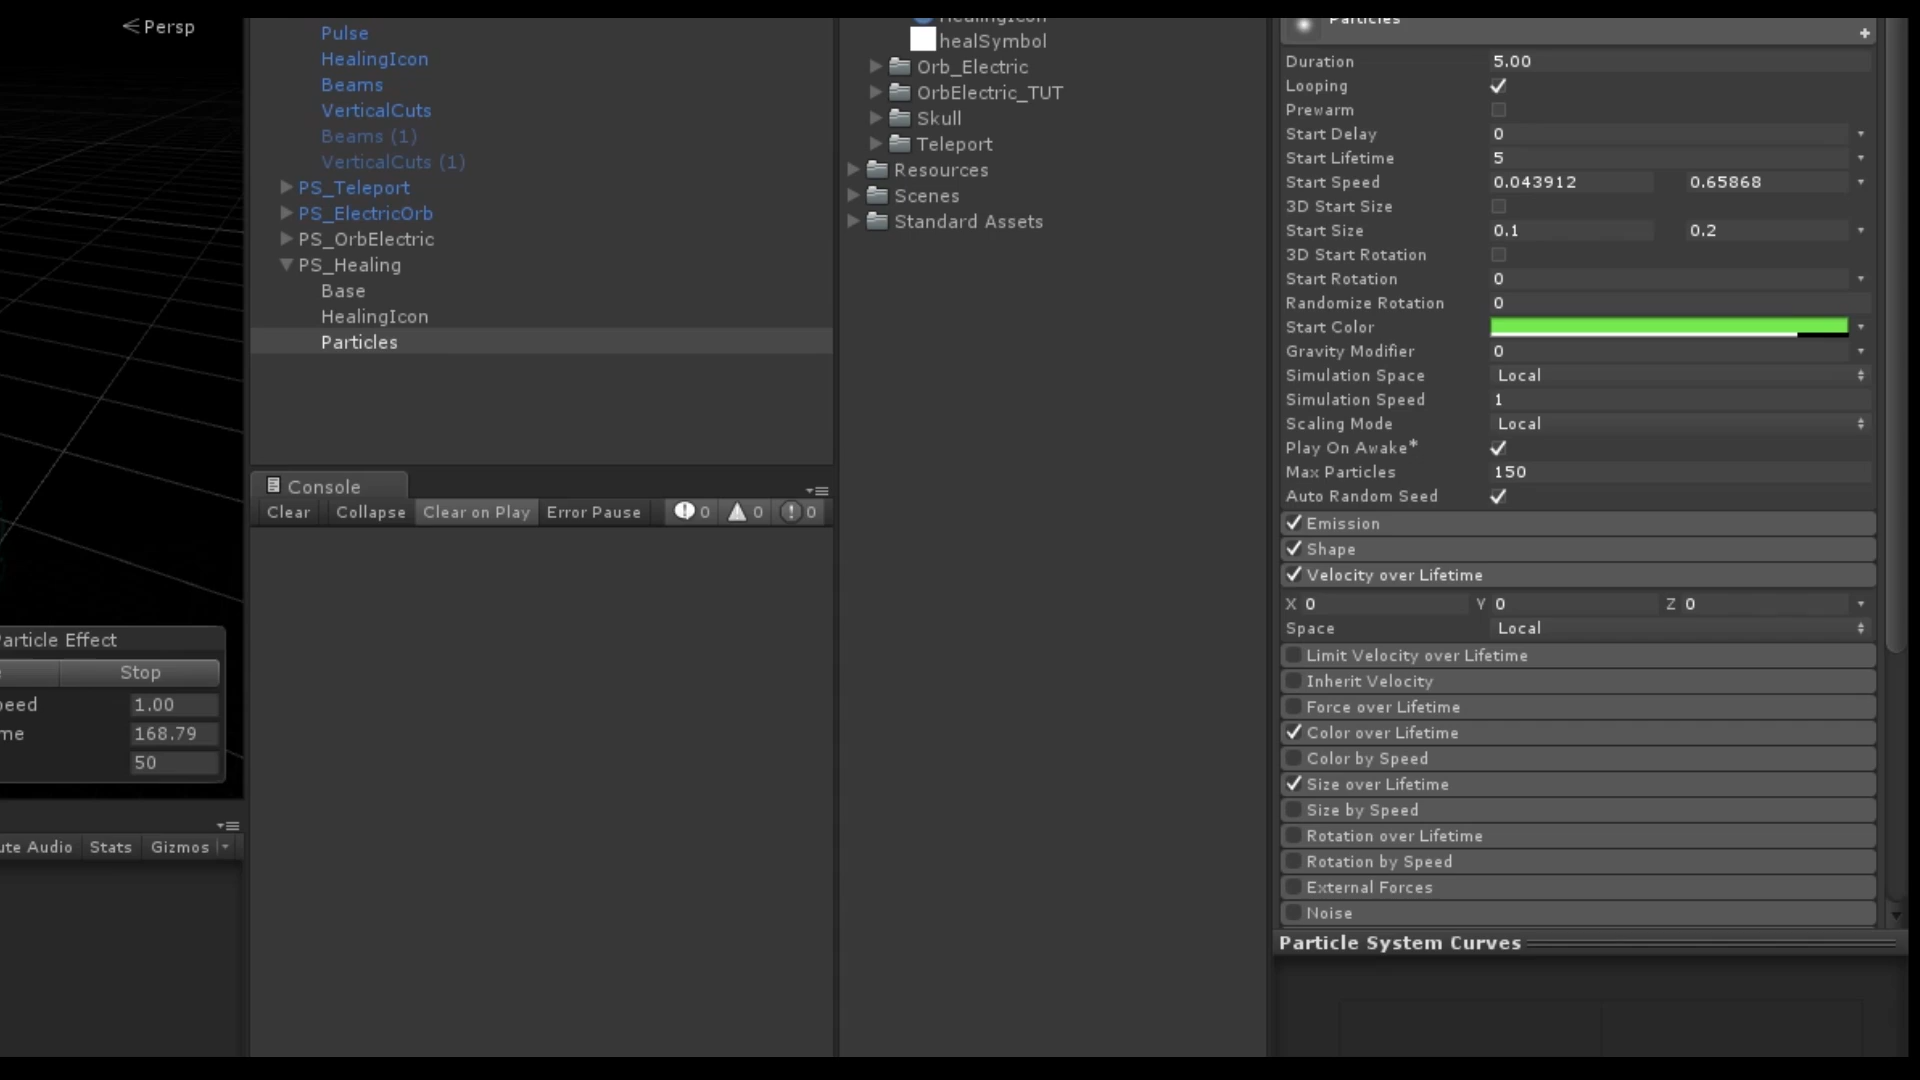 Persp
Pulse
HealingIcon
Beams
VerticalCuts
Beams (1)
VerticalCuts (1)
PS_Teleport
PS_ElectricOrb
PS_OrbElectric
PS_Healing
Base
HealingIcon
Particles
Console
Clear
Collapse
Clear on Play
Error Pause
0
0
0
Particle Effect
Stop
1.00
168.79
50
ute Audio
Stats
Gizmos
HealingIcon
healSymbol
Orb_Electric
OrbElectric_TUT
Skull
Teleport
Resources
Scenes
Standard Assets
Particles
Duration 5.00
Looping
Prewarm
Start Delay 0
Start Lifetime 5
Start Speed 0.043912 0.65868
3D Start Size
Start Size 0.1 0.2
3D Start Rotation
Start Rotation 0
Randomize Rotation 0
Start Color
Gravity Modifier 0
Simulation Space Local
Simulation Speed 1
Scaling Mode Local
Play On Awake*
Max Particles 150
Auto Random Seed
Emission
Shape
Velocity over Lifetime
X 0 Y 0 Z 0
Space Local
Limit Velocity over Lifetime
Inherit Velocity
Force over Lifetime
Color over Lifetime
Color by Speed
Size over Lifetime
Size by Speed
Rotation over Lifetime
Rotation by Speed
External Forces
Noise
Particle System Curves